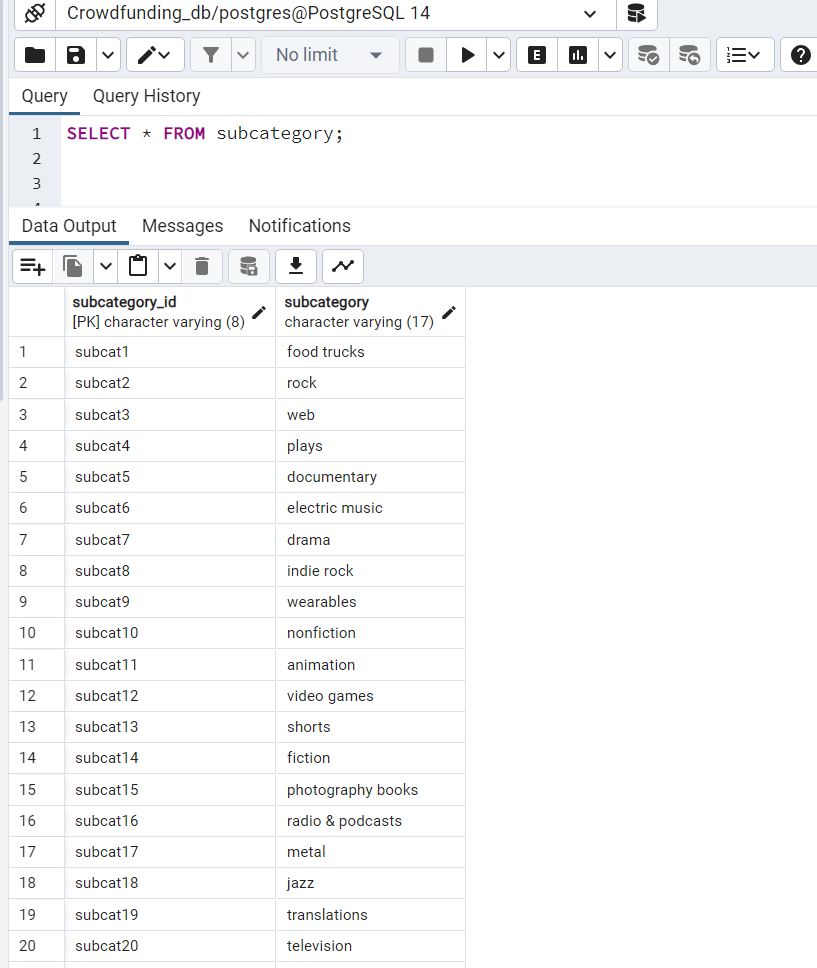 Crowdfunding_db/postgres@PostgreSQL 14
No limit
E
?
Query Query History
1 SELECT * FROM subcategory;
2
3
Data Output Messages Notifications
subcategory_id subcategory
[PK] character varying (8) character varying (17)
1 subcat1 food trucks
2 subcat2 rock
3 subcat3 web
4 subcat4 plays
5 subcat5 documentary
6 subcat6 electric music
7 subcat7 drama
8 subcat8 indie rock
9 subcat9 wearables
10 subcat10 nonfiction
11 subcat11 animation
12 subcat12 video games
13 subcat13 shorts
14 subcat14 fiction
15 subcat15 photography books
16 subcat16 radio & podcasts
17 subcat17 metal
18 subcat18 jazz
19 subcat19 translations
20 subcat20 television